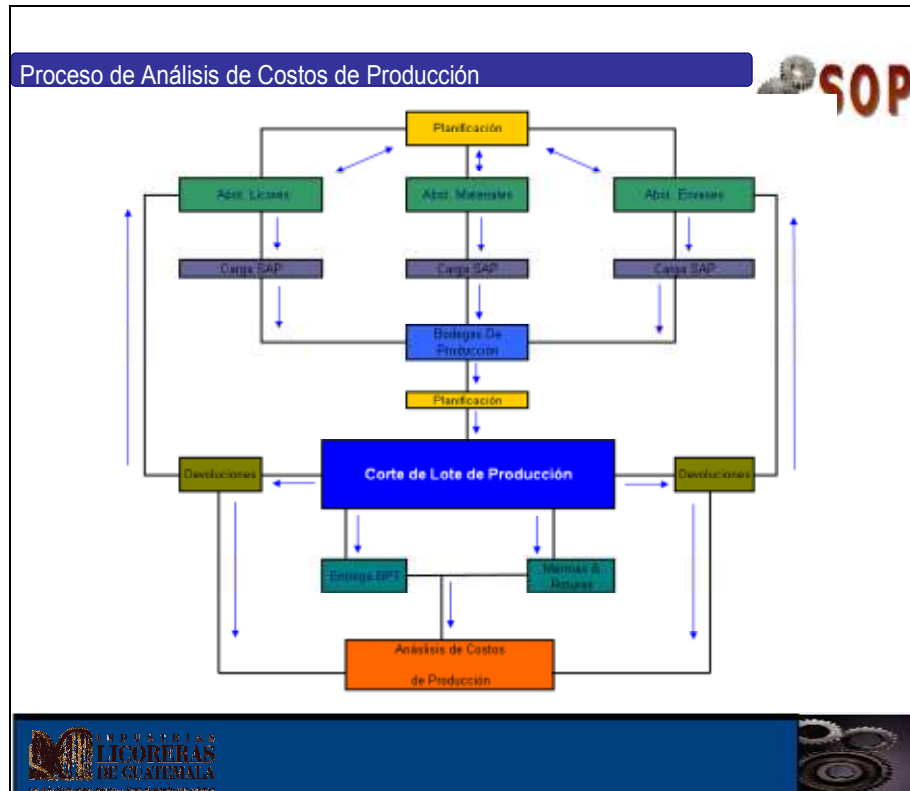 Proceso de Análisis de Costos de Producción
SOP
Planificación
Abst. Licores
Abst. Materiales
Abst. Envases
Carga SAP
Carga SAP
Carga SAP
Bodegas De
Producción
Planificación
Corte de Lote de Producción
Devoluciones
Devoluciones
Entrega BPT
Mermas &
Roturas
Anáslisis de Costos
de Producción
INDUSTRIAS
LICORERAS
DE GUATEMALA